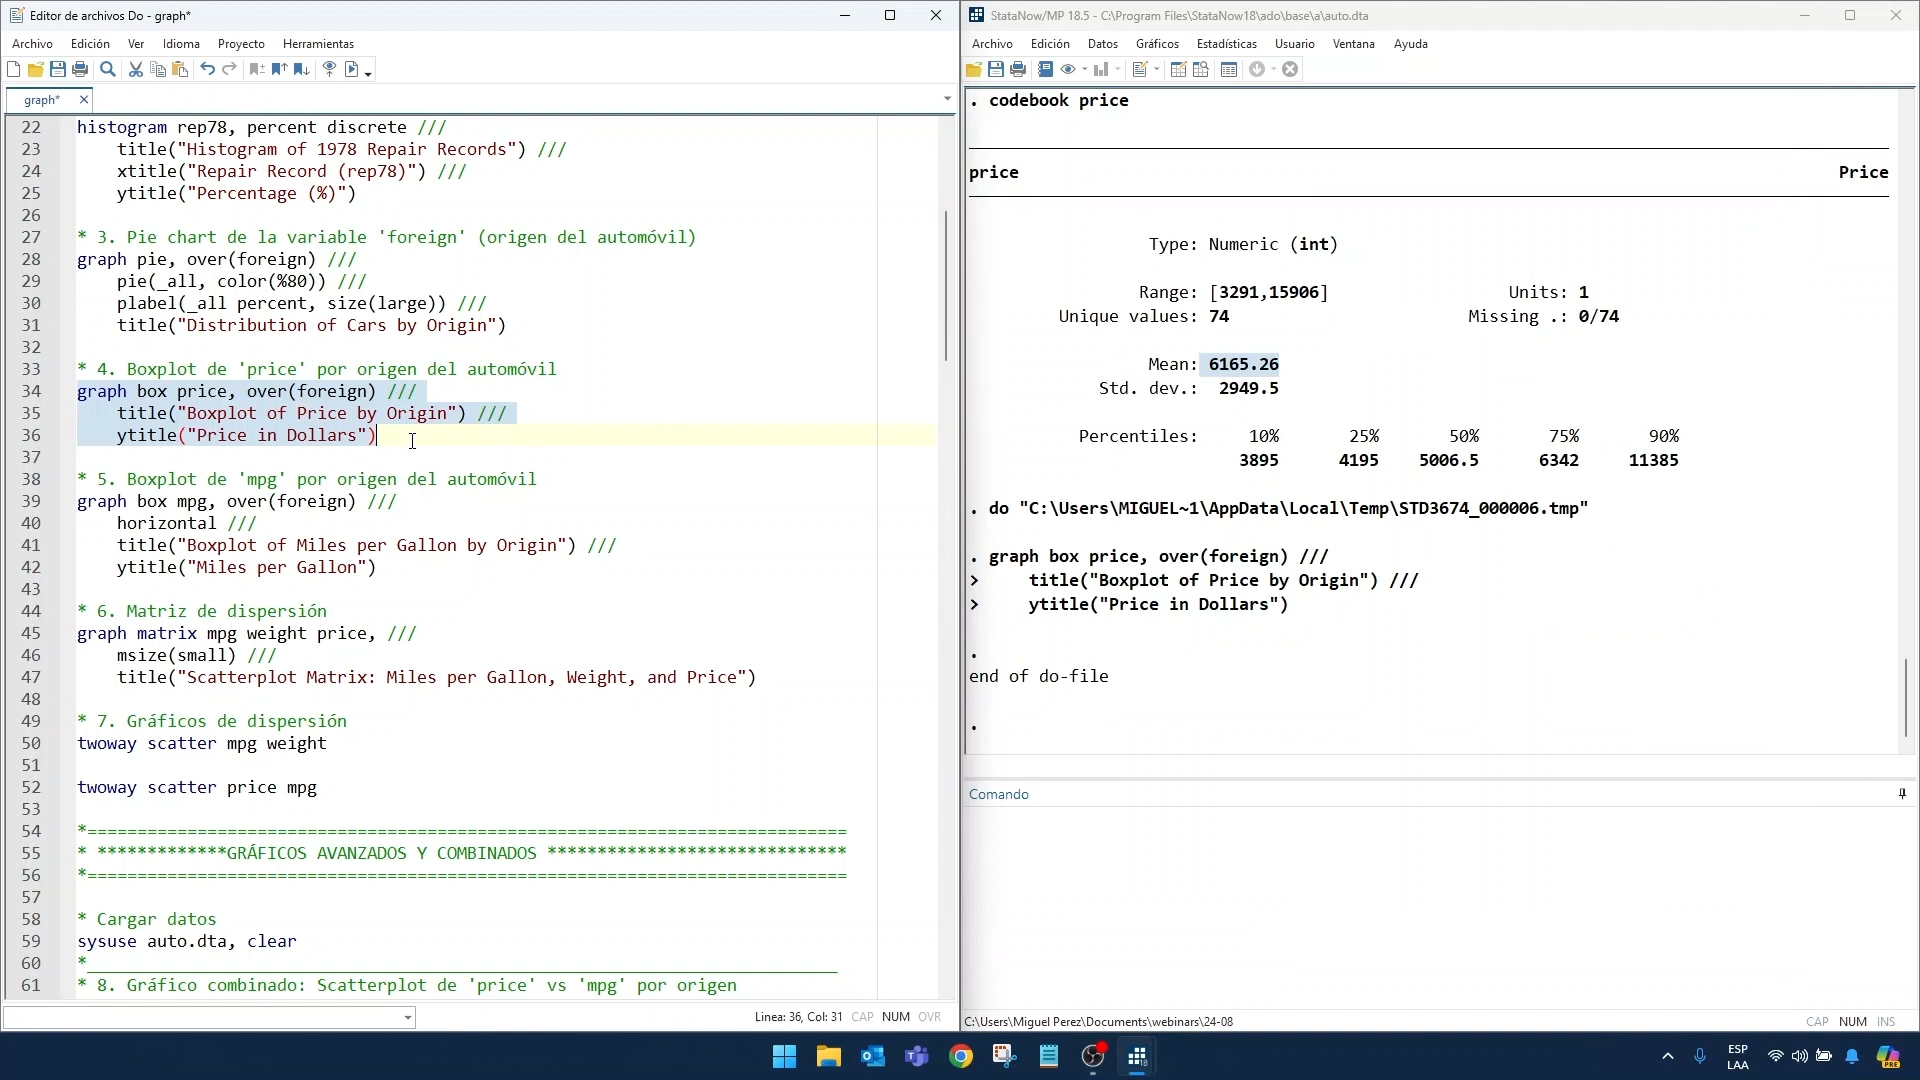 Editor de archivos Do - graph*
Archivo Edición Ver Idioma Proyecto Herramientas
graph*
22 histogram rep78, percent discrete ///
23 title("Histogram of 1978 Repair Records") ///
24 xtitle("Repair Record (rep78)") ///
25 ytitle("Percentage (%)")
26
27 * 3. Pie chart de la variable 'foreign' (origen del automóvil)
28 graph pie, over(foreign) ///
29 pie(_all, color(%80)) ///
30 plabel(_all percent, size(large)) ///
31 title("Distribution of Cars by Origin")
32
33 * 4. Boxplot de 'price' por origen del automóvil
34 graph box price, over(foreign) ///
35 title("Boxplot of Price by Origin") ///
36 ytitle("Price in Dollars")
37
38 * 5. Boxplot de 'mpg' por origen del automóvil
39 graph box mpg, over(foreign) ///
40 horizontal ///
41 title("Boxplot of Miles per Gallon by Origin") ///
42 ytitle("Miles per Gallon")
43
44 * 6. Matriz de dispersión
45 graph matrix mpg weight price, ///
46 msize(small) ///
47 title("Scatterplot Matrix: Miles per Gallon, Weight, and Price")
48
49 * 7. Gráficos de dispersión
50 twoway scatter mpg weight
51
52 twoway scatter price mpg
53
54 *============================================================================
55 * *************GRÁFICOS AVANZADOS Y COMBINADOS ******************************
56 *============================================================================
57
58 * Cargar datos
59 sysuse auto.dta, clear
60 *___________________________________________________________________________
61 * 8. Gráfico combinado: Scatterplot de 'price' vs 'mpg' por origen
Linea: 36, Col: 31 CAP NUM OVR
StataNow/MP 18.5 - C:\Program Files\StataNow18\ado\base\a\auto.dta
Archivo Edición Datos Gráficos Estadísticas Usuario Ventana Ayuda
. codebook price
price Price
Type: Numeric (int)
Range: [3291,15906] Units: 1
Unique values: 74 Missing .: 0/74
Mean: 6165.26
Std. dev.: 2949.5
Percentiles: 10% 25% 50% 75% 90%
3895 4195 5006.5 6342 11385
. do "C:\Users\MIGUEL~1\AppData\Local\Temp\STD3674_000006.tmp"
. graph box price, over(foreign) ///
> title("Boxplot of Price by Origin") ///
> ytitle("Price in Dollars")
.
end of do-file
.
Comando
C:\Users\Miguel Perez\Documents\webinars\24-08
CAP NUM INS
ESP
LAA